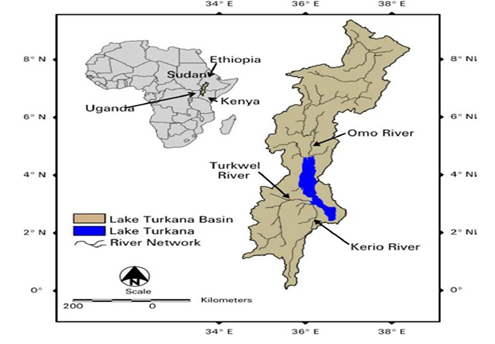 34° E
36° E
38° E
8° N
6° N
4° N
2° N
0°
8° N
6° N
4° N
2° N
0°
Ethiopia
Sudan
Uganda
Kenya
Omo River
Turkwel
River
Kerio River
Lake Turkana Basin
Lake Turkana
River Network
N
Scale
200
0
Kilometers
34° E
36° E
38° E